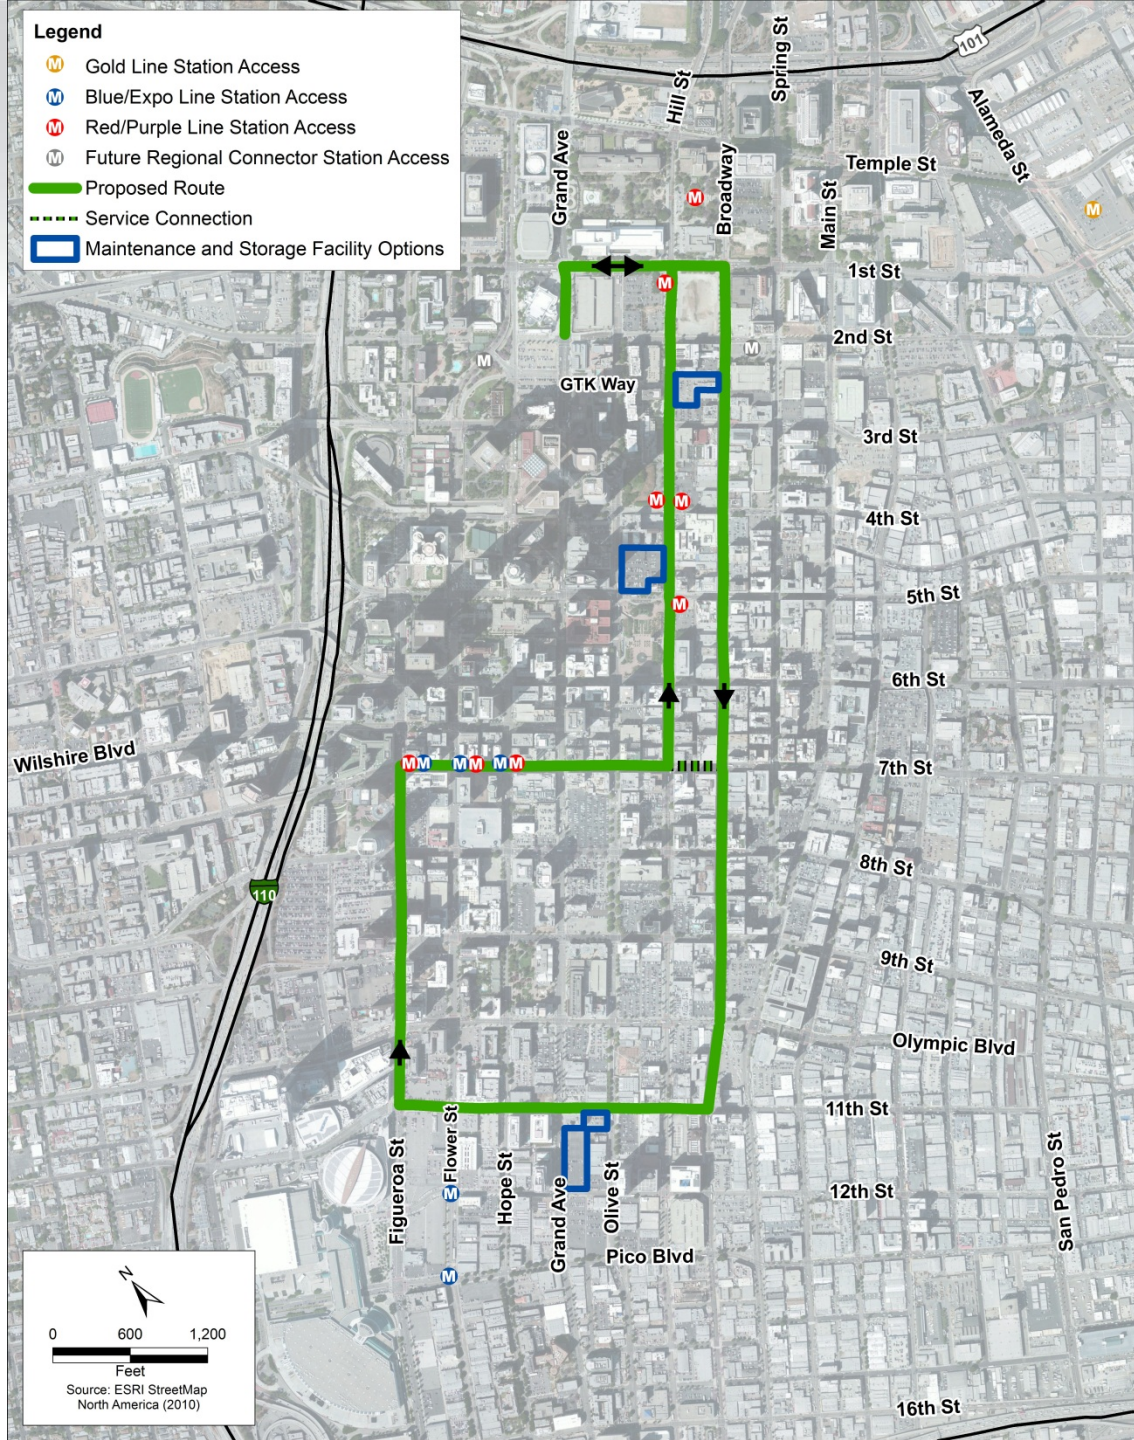 Legend
M Gold Line Station Access
M Blue/Expo Line Station Access
M Red/Purple Line Station Access
M Future Regional Connector Station Access
Proposed Route
Service Connection
Maintenance and Storage Facility Options
101
Spring St
Hill St
Alameda St
Grand Ave
Broadway
Temple St
Main St
M
M
1st St
M
2nd St
M
M
GTK Way
3rd St
M M
4th St
5th St
M
6th St
Wilshire Blvd
M M M M M M
7th St
8th St
110
9th St
Olympic Blvd
11th St
Figueroa St
Flower St
Hope St
Grand Ave
Olive St
San Pedro St
M
12th St
Pico Blvd
M
N
0 600 1,200
Feet
Source: ESRI StreetMap
North America (2010)
16th St